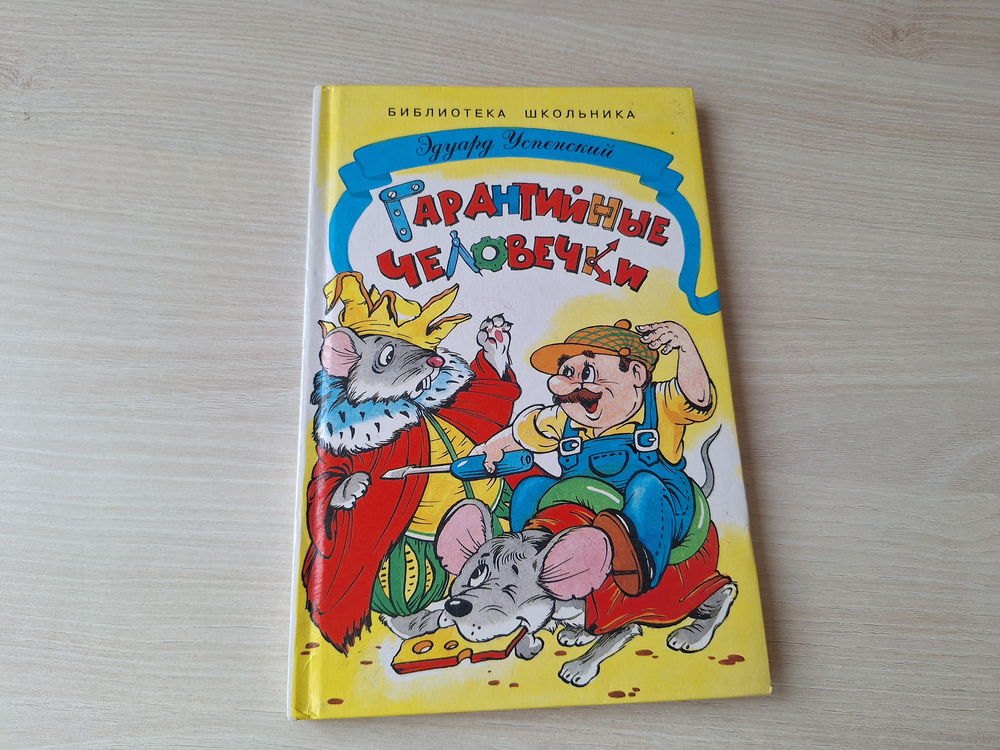 БИБЛИОТЕКА ШКОЛЬНИКА
Эдуард Успенский
ГАРАНТИЙНЫЕ
ЧЕЛОВЕЧКИ